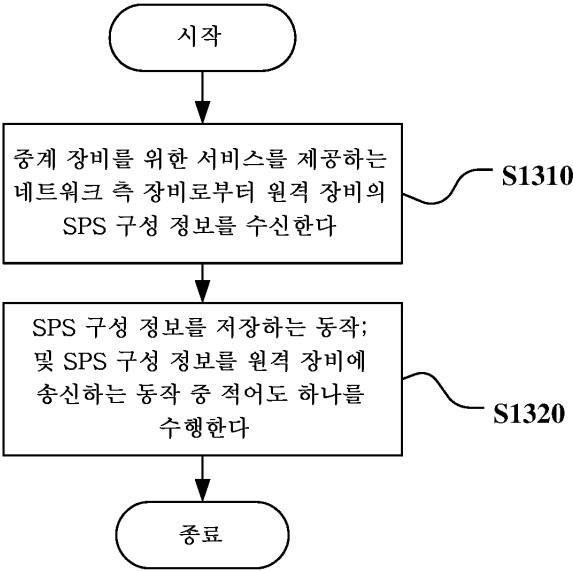 시작
중계 장비를 위한 서비스를 제공하는
네트워크 측 장비로부터 원격 장비의
SPS 구성 정보를 수신한다
S1310
SPS 구성 정보를 저장하는 동작;
및 SPS 구성 정보를 원격 장비에
송신하는 동작 중 적어도 하나를
수행한다
S1320
종료